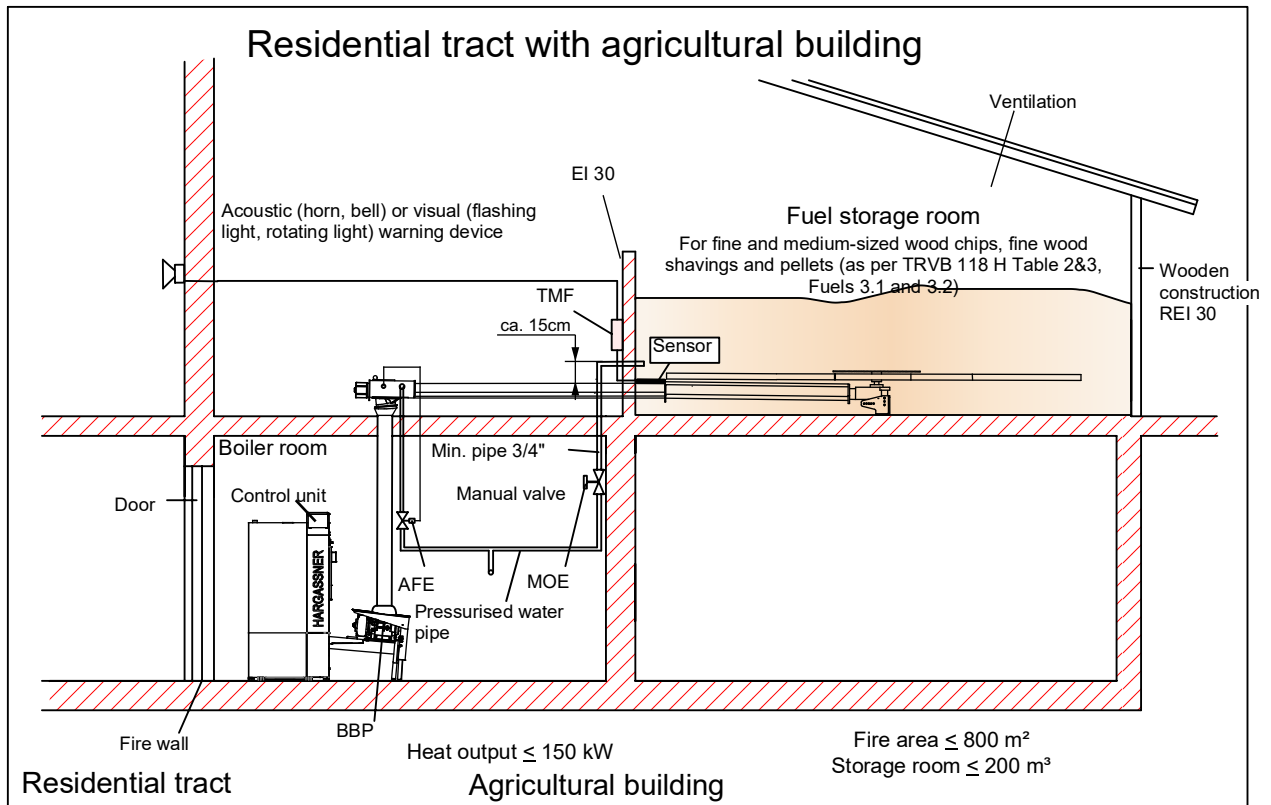 Residential tract with agricultural building
Ventilation
EI 30
Acoustic (horn, bell) or visual (flashing
light, rotating light) warning device
Fuel storage room
For fine and medium-sized wood chips, fine wood
shavings and pellets (as per TRVB 118 H Table 2&3,
Fuels 3.1 and 3.2)
Wooden
construction
REI 30
TMF
ca. 15cm
Sensor
Boiler room
Min. pipe 3/4"
Door
Control unit
Manual valve
HARGASSNER
AFE
MOE
Pressurised water
pipe
Fire wall
BBP
Heat output ≤ 150 kW
Fire area ≤ 800 m²
Storage room ≤ 200 m³
Residential tract
Agricultural building